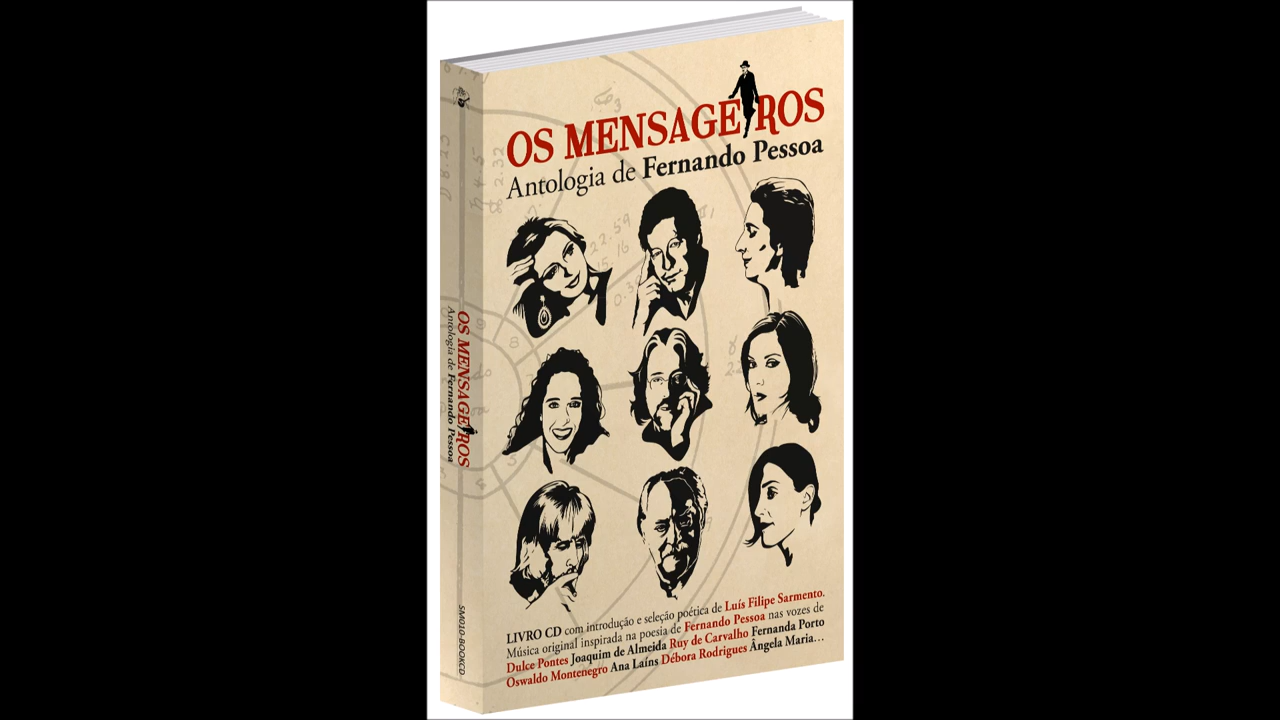 OS MENSAGEIROS
Antologia de Fernando Pessoa
22.59
LIVRO CD com introdução e seleção poética de Luís Filipe Sarmento.
Música original inspirada na poesia de Fernando Pessoa nas vozes de
Dulce Pontes Joaquim de Almeida Ruy de Carvalho Fernanda Porto
Oswaldo Montenegro Ana Laíns Débora Rodrigues Ângela Maria...
OS MENSAGEIROS
Antologia de Fernando Pessoa
SM010-BOOKCD